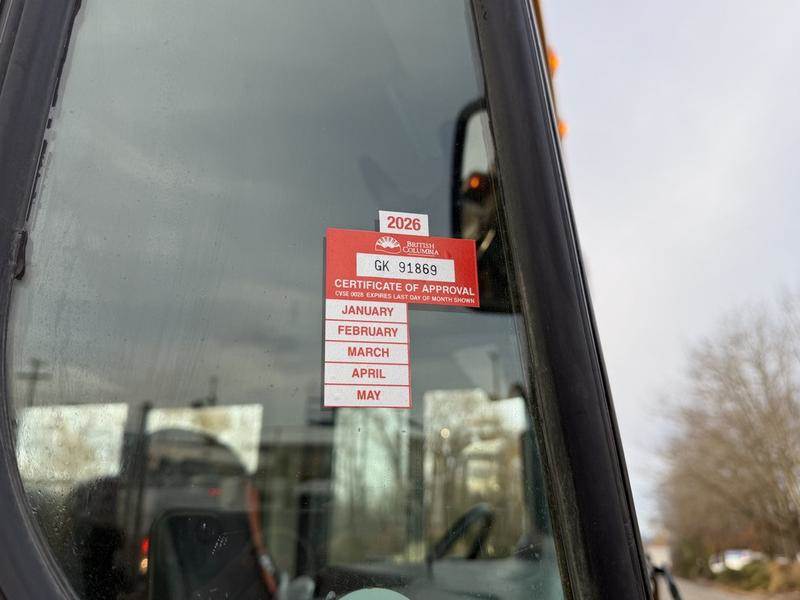 2026
BRITISH
COLUMBIA
GK 91869
CERTIFICATE OF APPROVAL
CVSE 0028 EXPIRES LAST DAY OF MONTH SHOWN
JANUARY
FEBRUARY
MARCH
APRIL
MAY